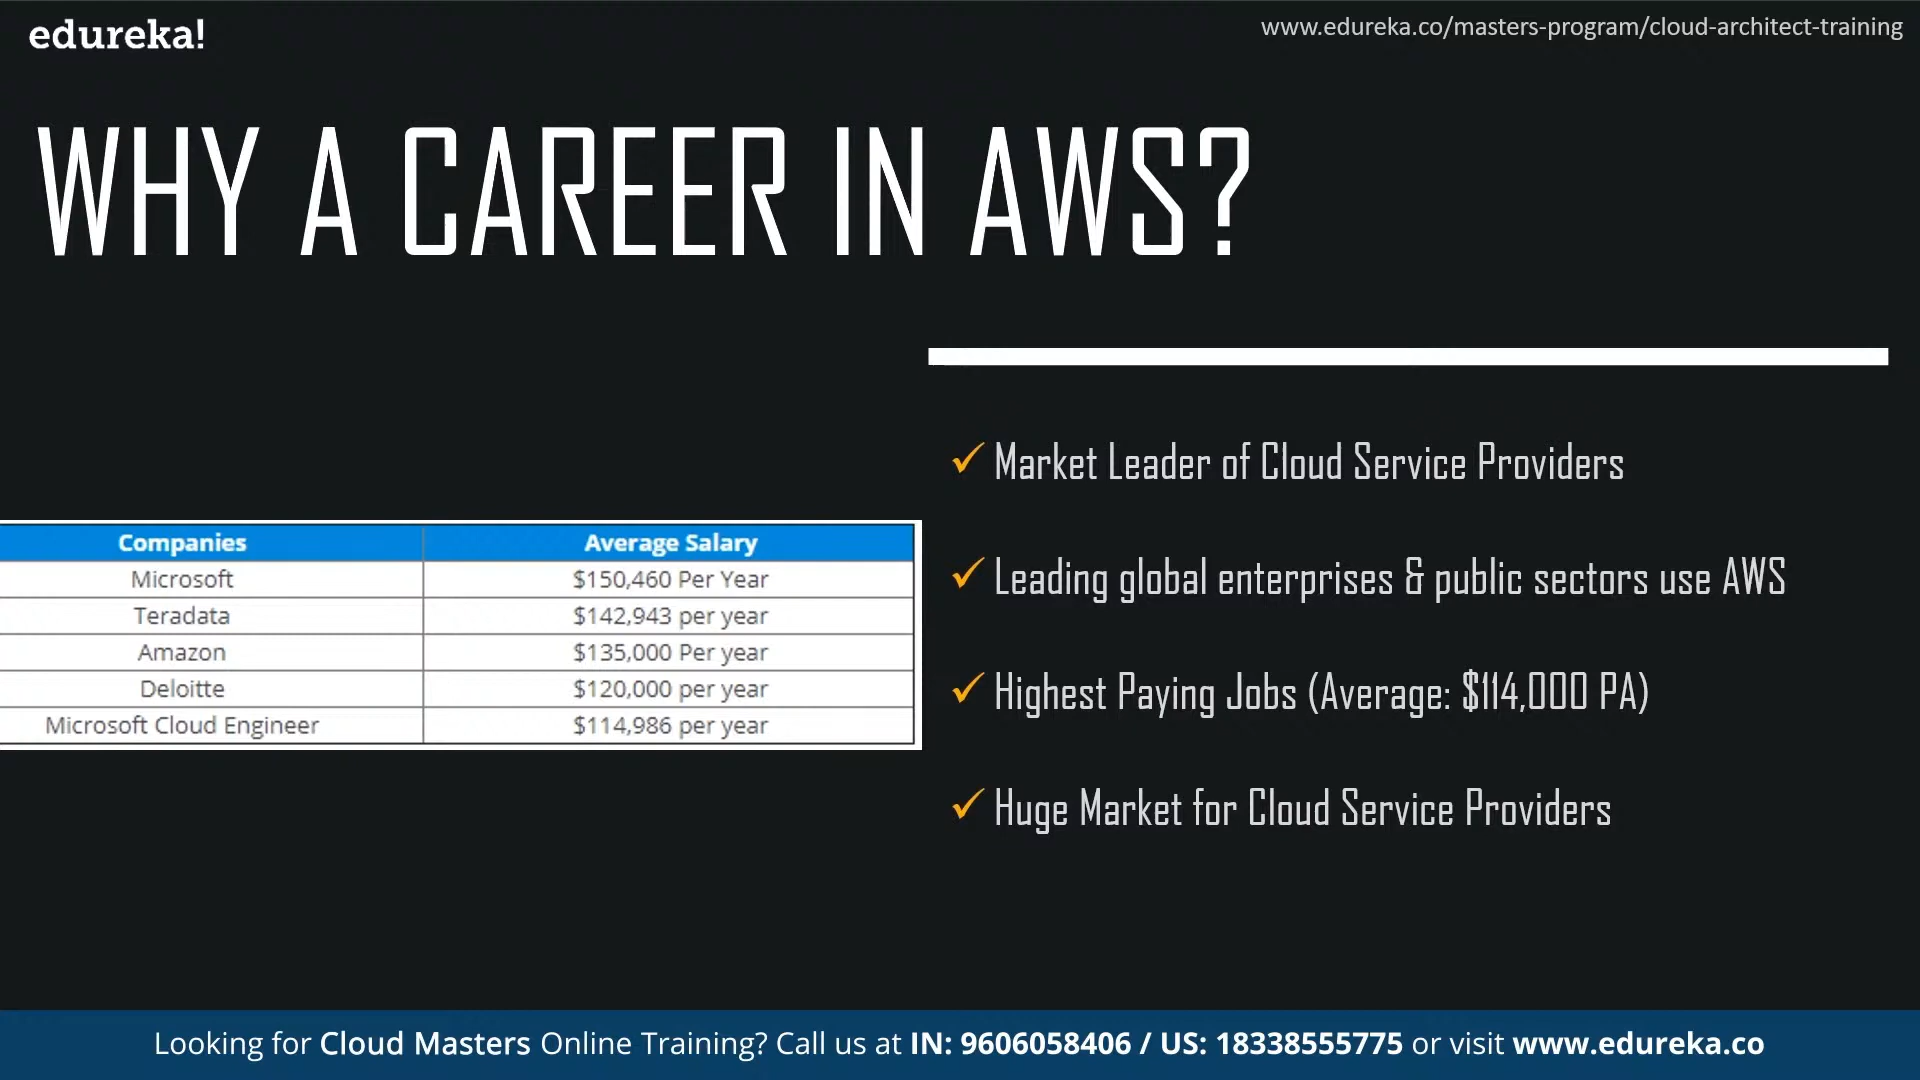 edureka!
www.edureka.co/masters-program/cloud-architect-training
WHY A CAREER IN AWS?
Companies Average Salary
Microsoft $150,460 Per Year
Teradata $142,943 per year
Amazon $135,000 Per year
Deloitte $120,000 per year
Microsoft Cloud Engineer $114,986 per year
✓ Market Leader of Cloud Service Providers
✓ Leading global enterprises & public sectors use AWS
✓ Highest Paying Jobs (Average: $114,000 PA)
✓ Huge Market for Cloud Service Providers
Looking for Cloud Masters Online Training? Call us at IN: 9606058406 / US: 18338555775 or visit www.edureka.co